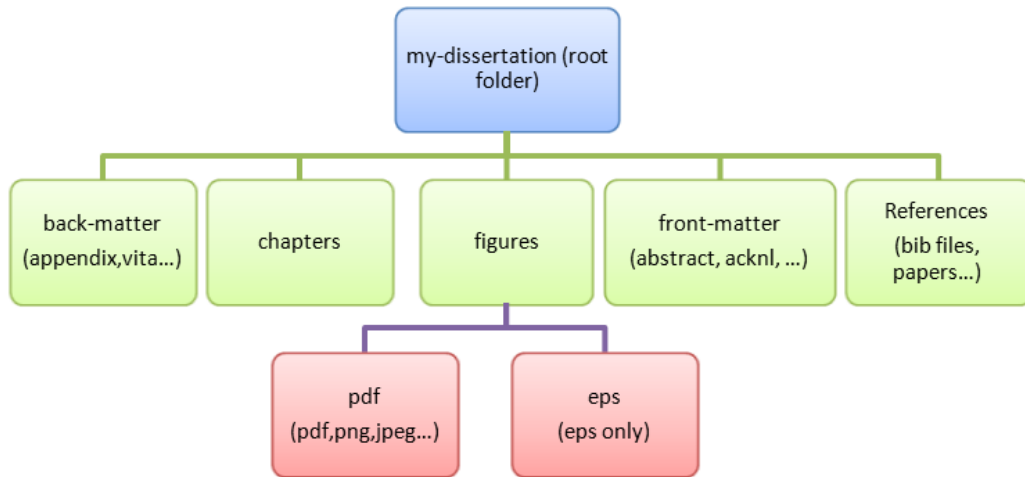 my-dissertation (root
folder)
back-matter
(appendix,vita...)
chapters
figures
front-matter
(abstract, acknl, ...)
References
(bib files,
papers...)
pdf
(pdf,png,jpeg...)
eps
(eps only)